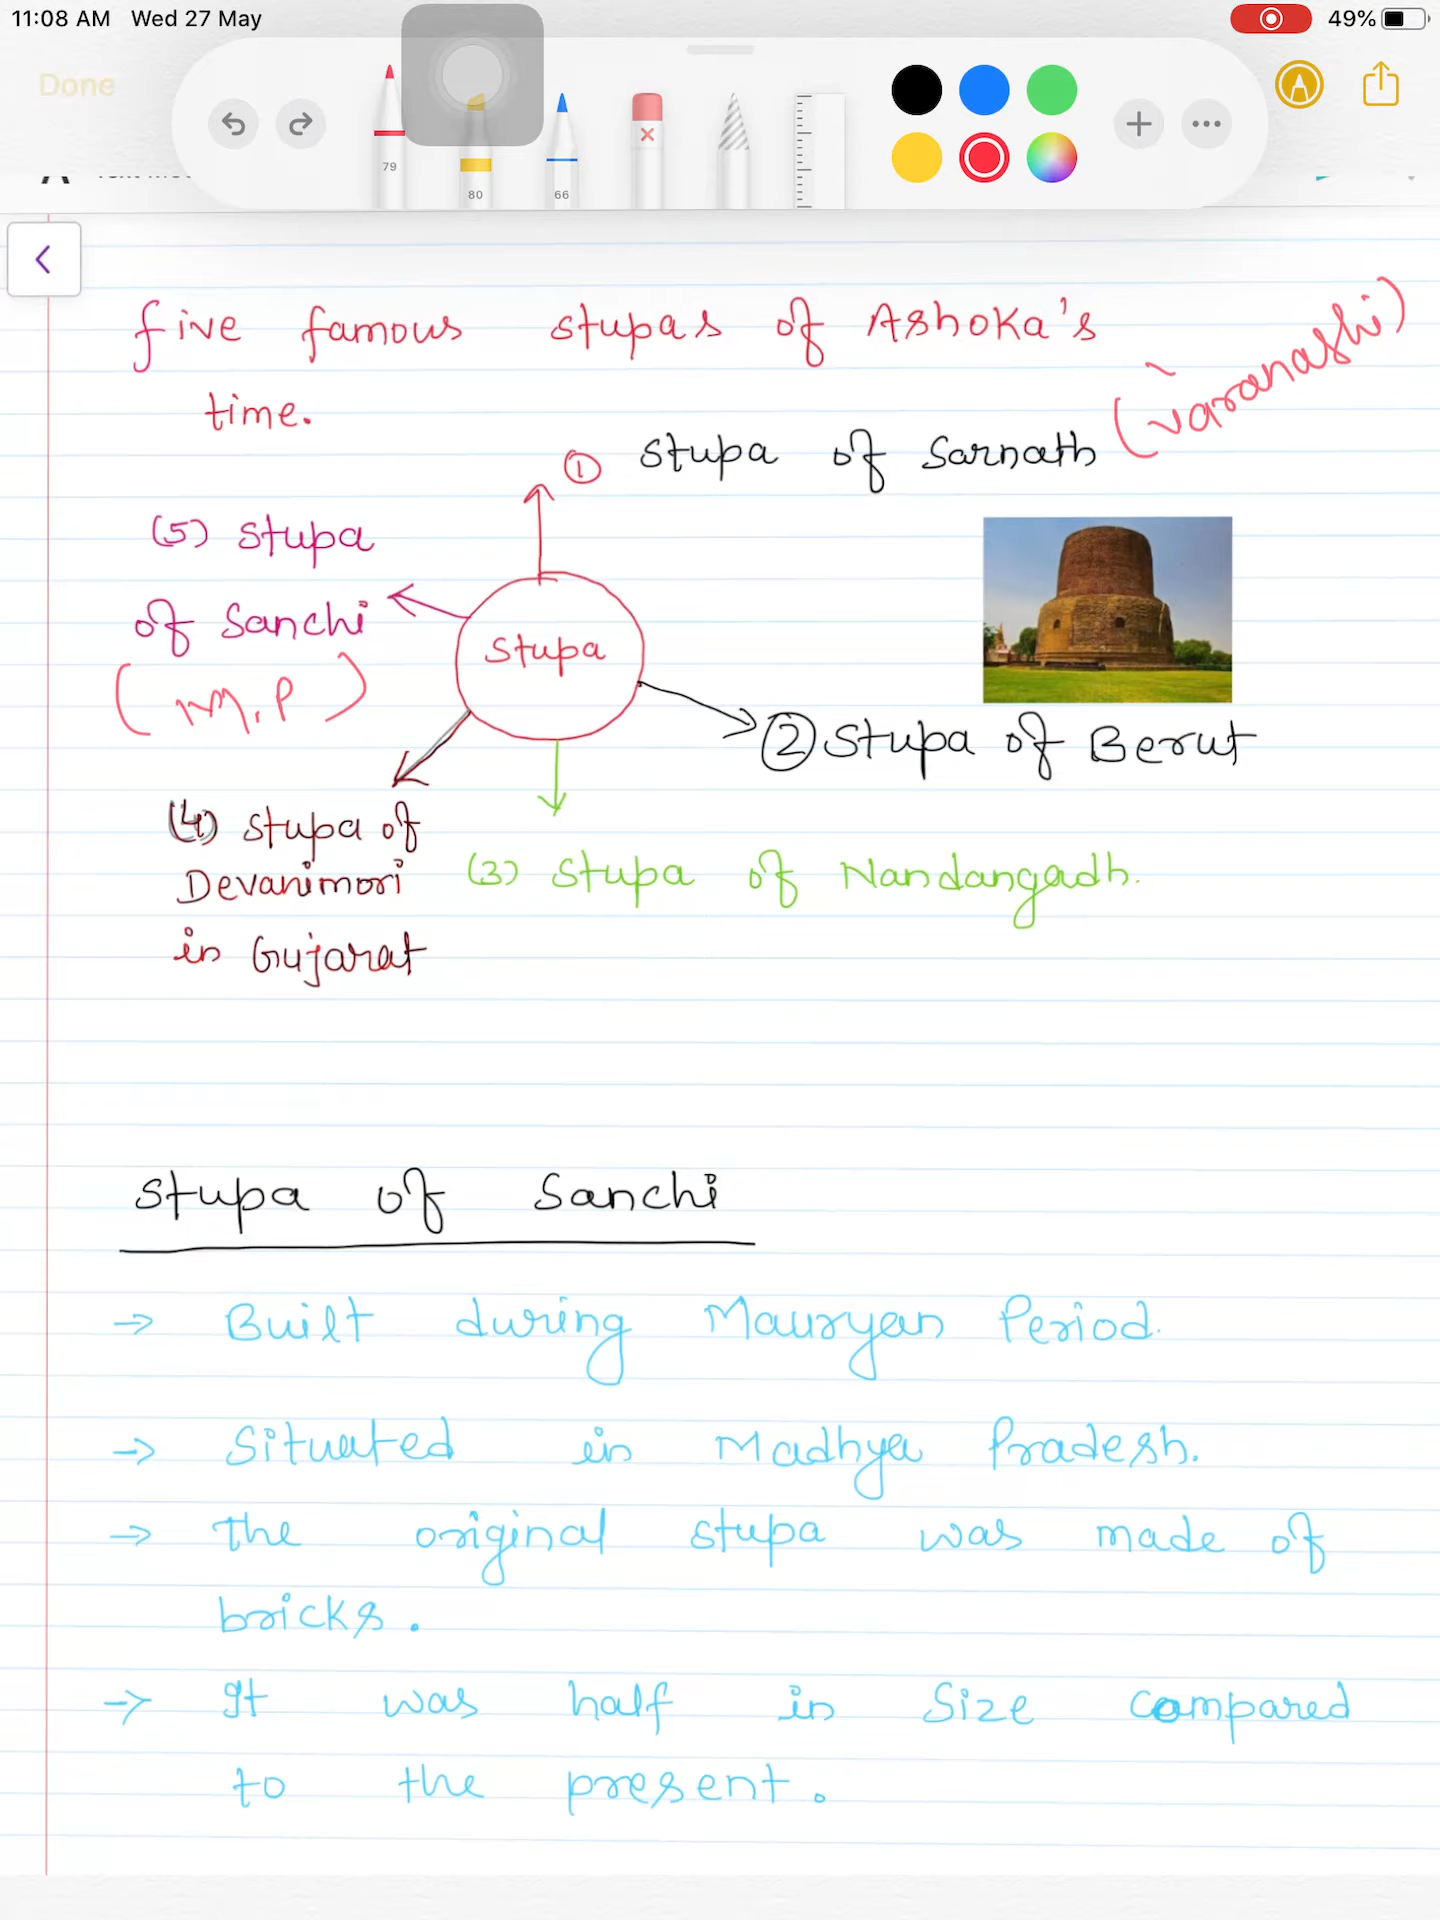 11:08 AM Wed 27 May
49%
Done
79
80
66
five famous stupas of Ashoka's
time.
(varanashi)
① Stupa of Sarnath
(5) Stupa
of Sanchi
(M.P)
Stupa
② Stupa of Berut
(4) Stupa of
Devanimori
in Gujarat
(3) Stupa of Nandangadh.
Stupa of Sanchi
→ Built during Mauryan Period.
→ Situated in Madhya Pradesh.
→ The original stupa was made of
bricks.
→ It was half in Size compared
to the present.